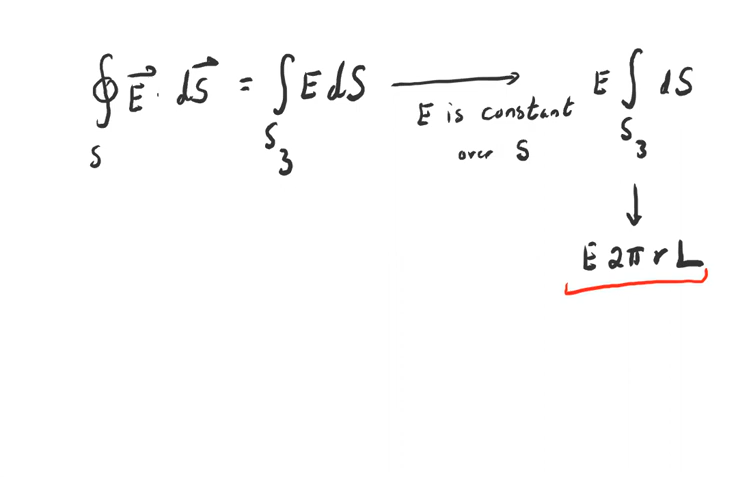 ∮_S E⃗ · dS⃗ = ∫_{S_3} E dS ⟶ E ∫_{S_3} dS
E is constant
over S
↓
E 2π r L